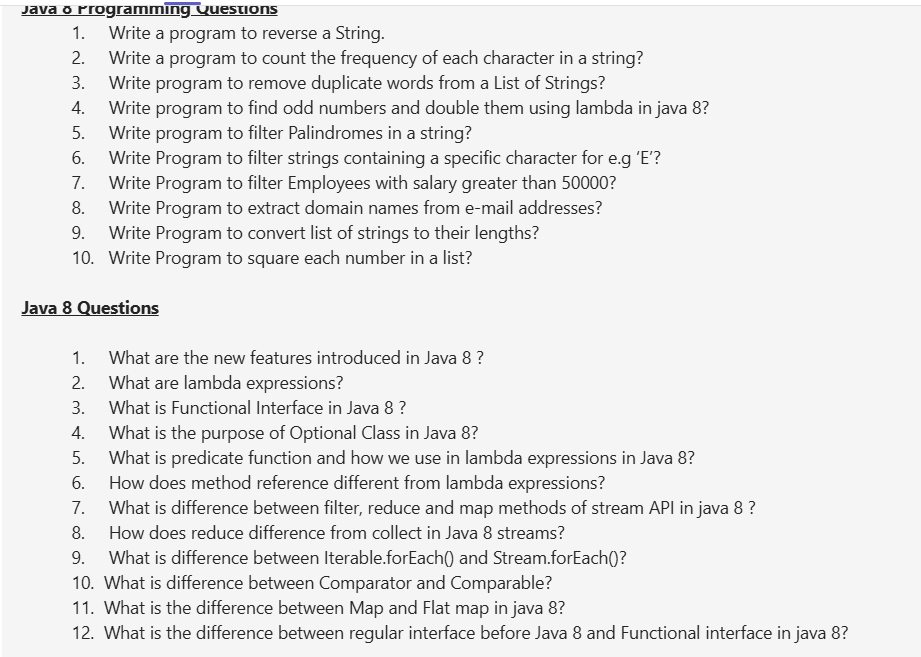 Java 8 Programming Questions
1. Write a program to reverse a String.
2. Write a program to count the frequency of each character in a string?
3. Write program to remove duplicate words from a List of Strings?
4. Write program to find odd numbers and double them using lambda in java 8?
5. Write program to filter Palindromes in a string?
6. Write Program to filter strings containing a specific character for e.g ‘E’?
7. Write Program to filter Employees with salary greater than 50000?
8. Write Program to extract domain names from e-mail addresses?
9. Write Program to convert list of strings to their lengths?
10. Write Program to square each number in a list?
Java 8 Questions
1. What are the new features introduced in Java 8 ?
2. What are lambda expressions?
3. What is Functional Interface in Java 8 ?
4. What is the purpose of Optional Class in Java 8?
5. What is predicate function and how we use in lambda expressions in Java 8?
6. How does method reference different from lambda expressions?
7. What is difference between filter, reduce and map methods of stream API in java 8 ?
8. How does reduce difference from collect in Java 8 streams?
9. What is difference between Iterable.forEach() and Stream.forEach()?
10. What is difference between Comparator and Comparable?
11. What is the difference between Map and Flat map in java 8?
12. What is the difference between regular interface before Java 8 and Functional interface in java 8?